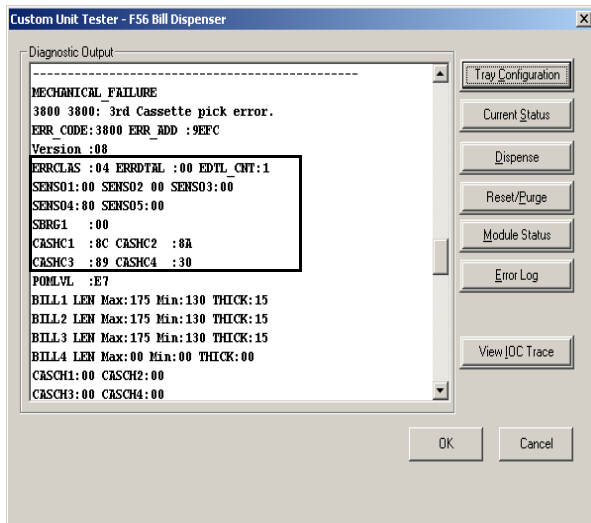 Custom Unit Tester - F56 Bill Dispenser
Diagnostic Output
--------------------------------------------------
MECHANICAL_FAILURE
3800 3800: 3rd Cassette pick error.
ERR_CODE:3800 ERR_ADD :9EFC
Version :08
ERRCLAS :04 ERRDTAL :00 EDTL_CNT:1
SENSO1:00 SENSO2 00 SENSO3:00
SENSO4:80 SENSO5:00
SBRG1 :00
CASHC1 :8C CASHC2 :8A
CASHC3 :89 CASHC4 :30
POMLVL :E7
BILL1 LEN Max:175 Min:130 THICK:15
BILL2 LEN Max:175 Min:130 THICK:15
BILL3 LEN Max:175 Min:130 THICK:15
BILL4 LEN Max:00 Min:00 THICK:00
CASCH1:00 CASCH2:00
CASCH3:00 CASCH4:00
Tray Configuration
Current Status
Dispense
Reset/Purge
Module Status
Error Log
View IOC Trace
OK
Cancel